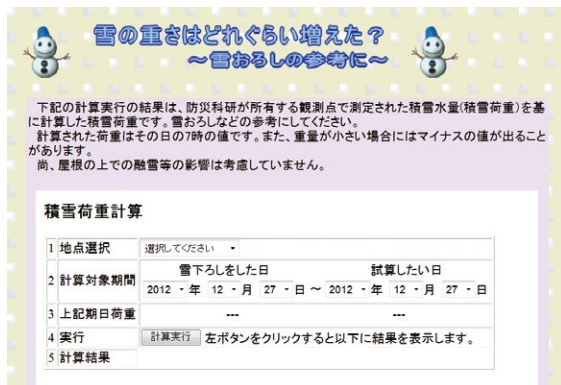 雪の重さはどれぐらい増えた？
～雪おろしの参考に～
下記の計算実行の結果は、防災科研が所有する観測点で測定された積雪水量(積雪荷重)を基
に計算した積雪荷重です。雪おろしなどの参考にしてください。
計算された荷重はその日の7時の値です。また、重量が小さい場合にはマイナスの値が出ること
があります。
尚、屋根の上での融雪等の影響は考慮していません。
積雪荷重計算
1 地点選択 選択してください
雪下ろしをした日 試算したい日
2 計算対象期間 2012 年 12 月 27 日 ～ 2012 年 12 月 27 日
3 上記期日荷重 --- ---
4 実行 計算実行 左ボタンをクリックすると以下に結果を表示します。
5 計算結果